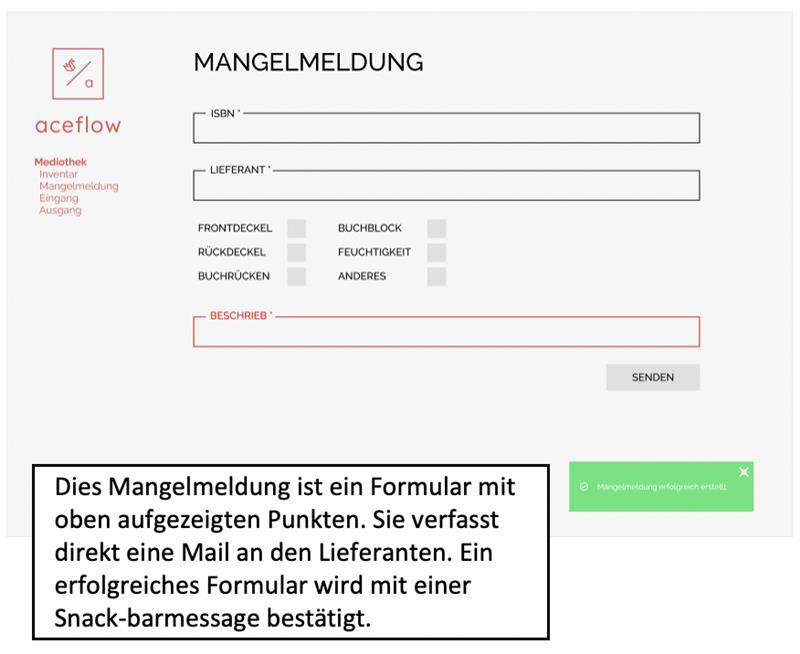 MANGELMELDUNG
a
aceflow
Mediothek
Inventar
Mangelmeldung
Eingang
Ausgang
ISBN *
LIEFERANT *
FRONTDECKEL BUCHBLOCK
RÜCKDECKEL FEUCHTIGKEIT
BUCHRÜCKEN ANDERES
BESCHRIEB *
SENDEN
Mangelmeldung erfolgreich erstellt.
Dies Mangelmeldung ist ein Formular mit
oben aufgezeigten Punkten. Sie verfasst
direkt eine Mail an den Lieferanten. Ein
erfolgreiches Formular wird mit einer
Snack-barmessage bestätigt.